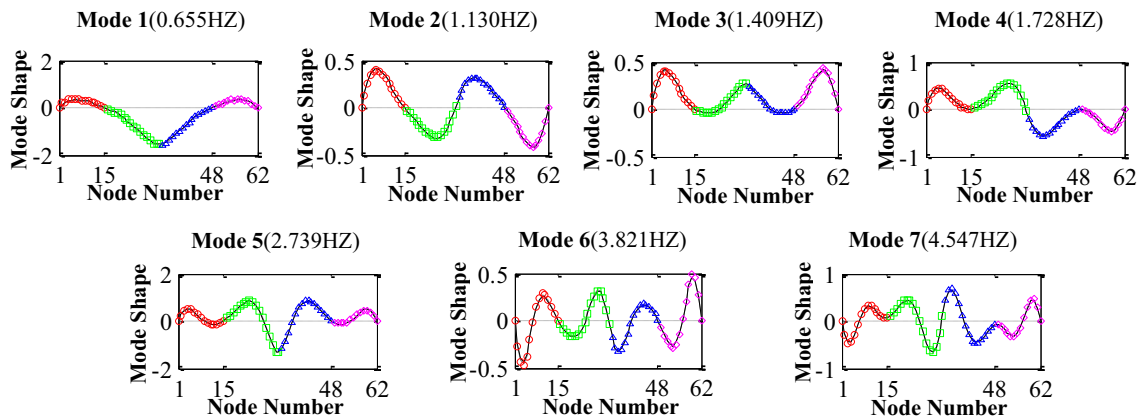 Mode 1(0.655HZ)
Mode 2(1.130HZ)
Mode 3(1.409HZ)
Mode 4(1.728HZ)
Mode Shape
2
0
-2
1 15 48 62
Node Number
Mode Shape
0.5
0
-0.5
1 15 48 62
Node Number
Mode Shape
0.5
0
-0.5
1 15 48 62
Node Number
Mode Shape
1
0
-1
1 15 48 62
Node Number
Mode 5(2.739HZ)
Mode 6(3.821HZ)
Mode 7(4.547HZ)
Mode Shape
2
0
-2
1 15 48 62
Node Number
Mode Shape
0.5
0
-0.5
1 15 48 62
Node Number
Mode Shape
1
0
-1
1 15 48 62
Node Number